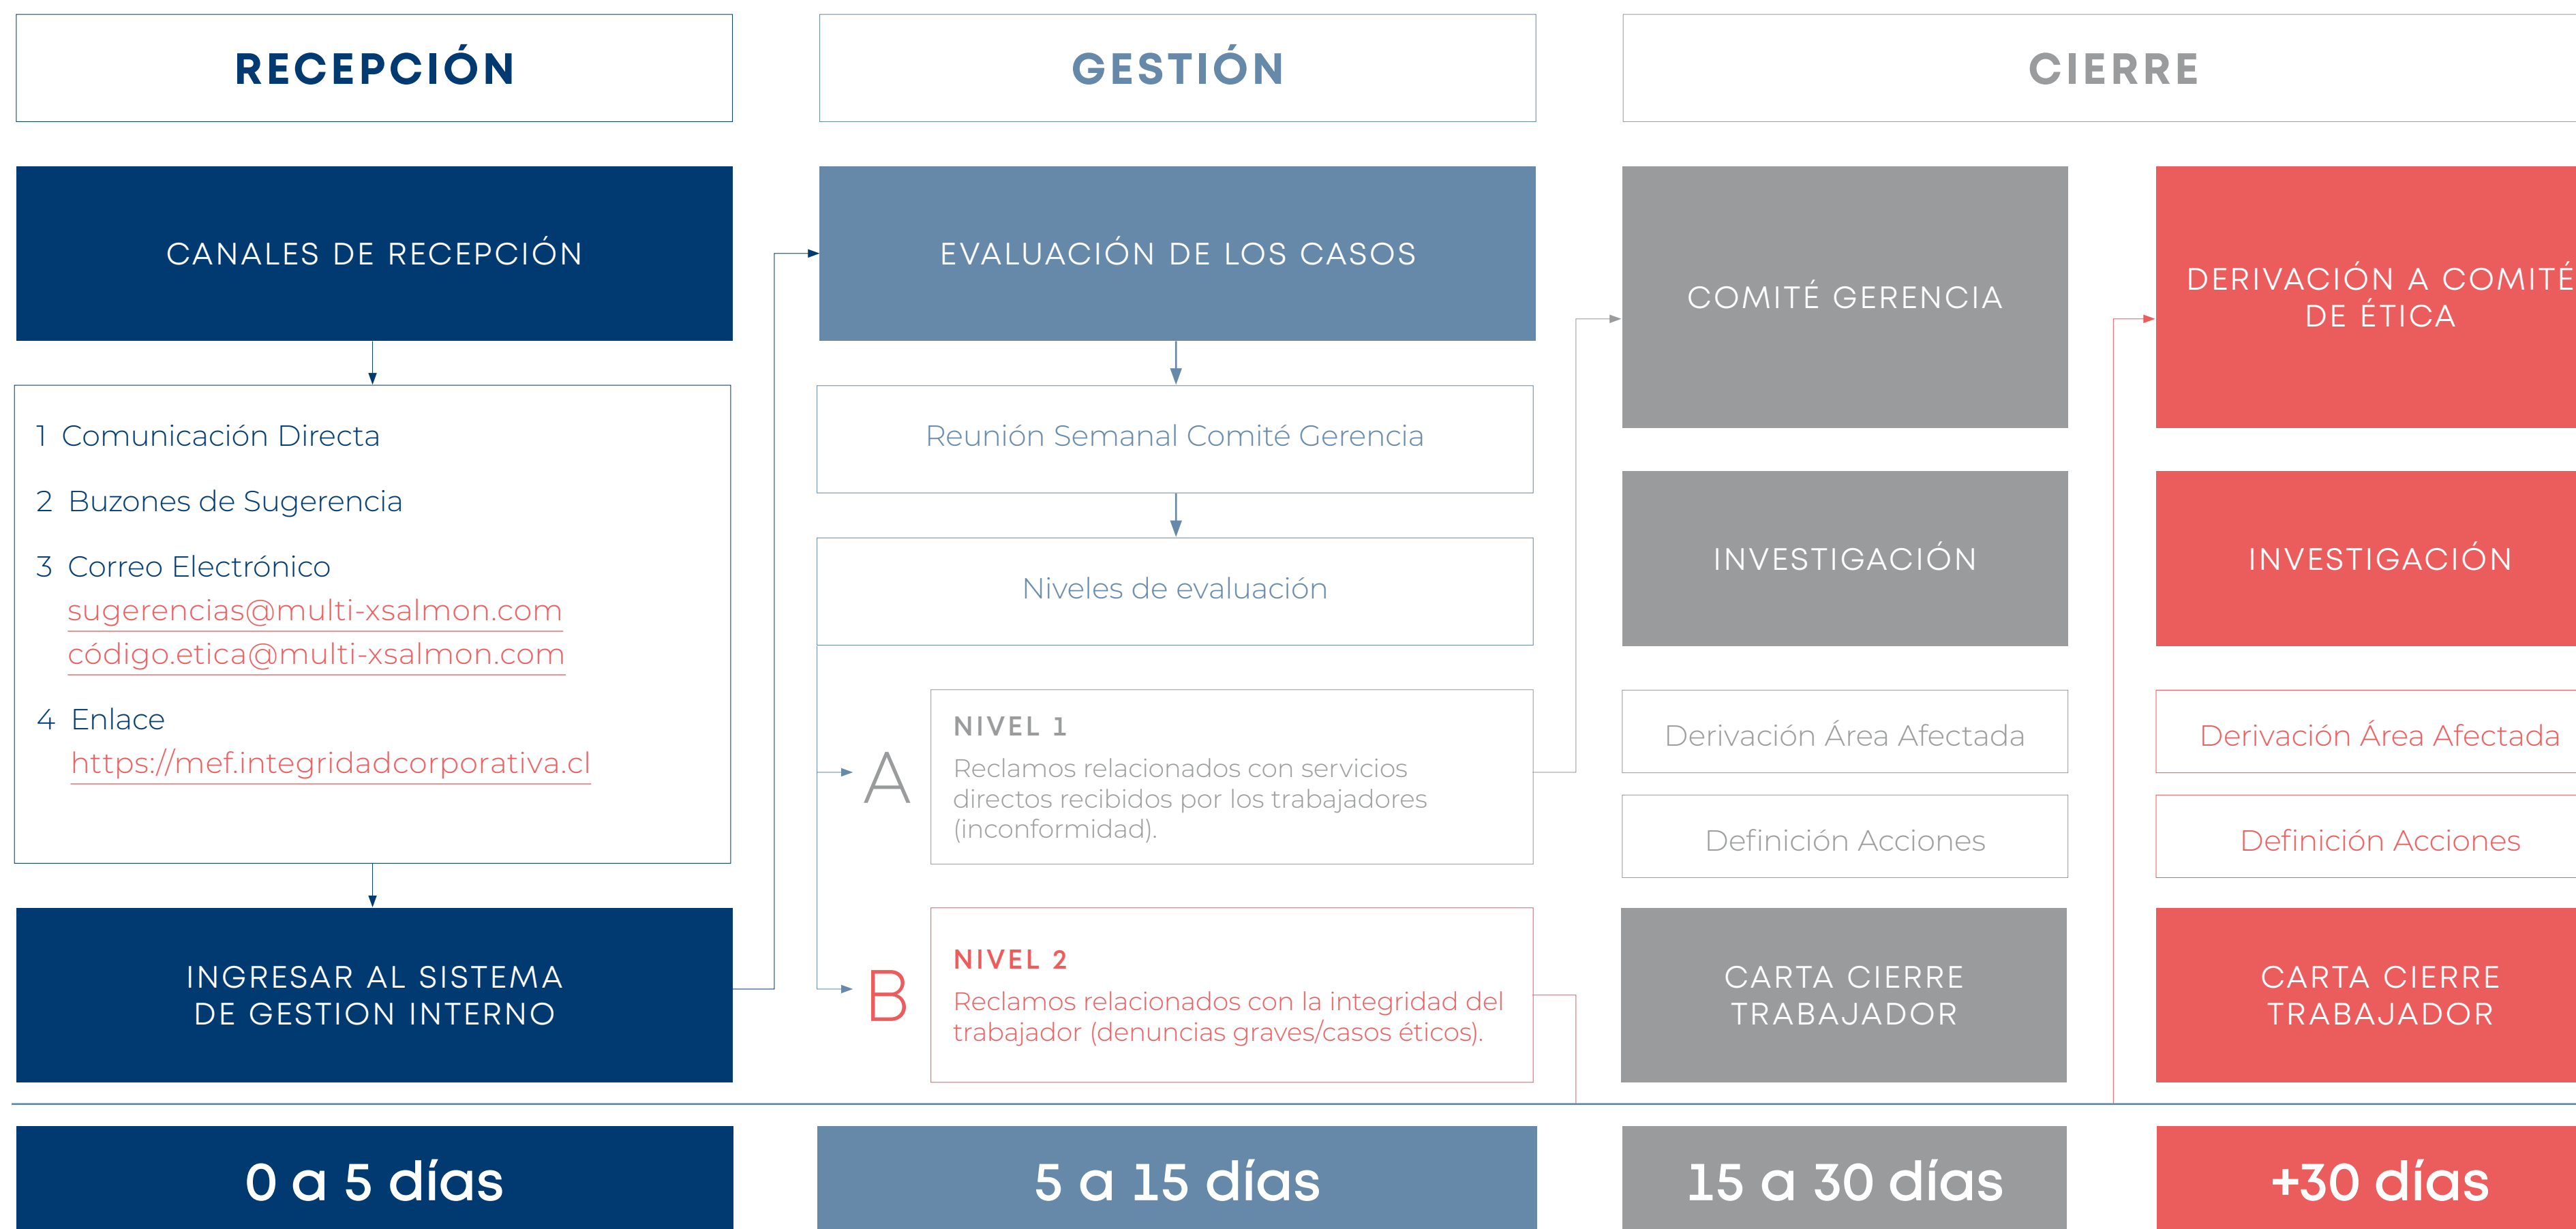 RECEPCIÓN
CANALES DE RECEPCIÓN
1 Comunicación Directa
2 Buzones de Sugerencia
3 Correo Electrónico
sugerencias@multi-xsalmon.com
código.etica@multi-xsalmon.com
4 Enlace
https://mef.integridadcorporativa.cl
INGRESAR AL SISTEMA
DE GESTION INTERNO
0 a 5 días
GESTIÓN
EVALUACIÓN DE LOS CASOS
Reunión Semanal Comité Gerencia
Niveles de evaluación
A
NIVEL 1
Reclamos relacionados con servicios
directos recibidos por los trabajadores
(inconformidad).
B
NIVEL 2
Reclamos relacionados con la integridad del
trabajador (denuncias graves/casos éticos).
5 a 15 días
CIERRE
COMITÉ GERENCIA
INVESTIGACIÓN
Derivación Área Afectada
Definición Acciones
CARTA CIERRE
TRABAJADOR
15 a 30 días
DERIVACIÓN A COMITÉ
DE ÉTICA
INVESTIGACIÓN
Derivación Área Afectada
Definición Acciones
CARTA CIERRE
TRABAJADOR
+30 días